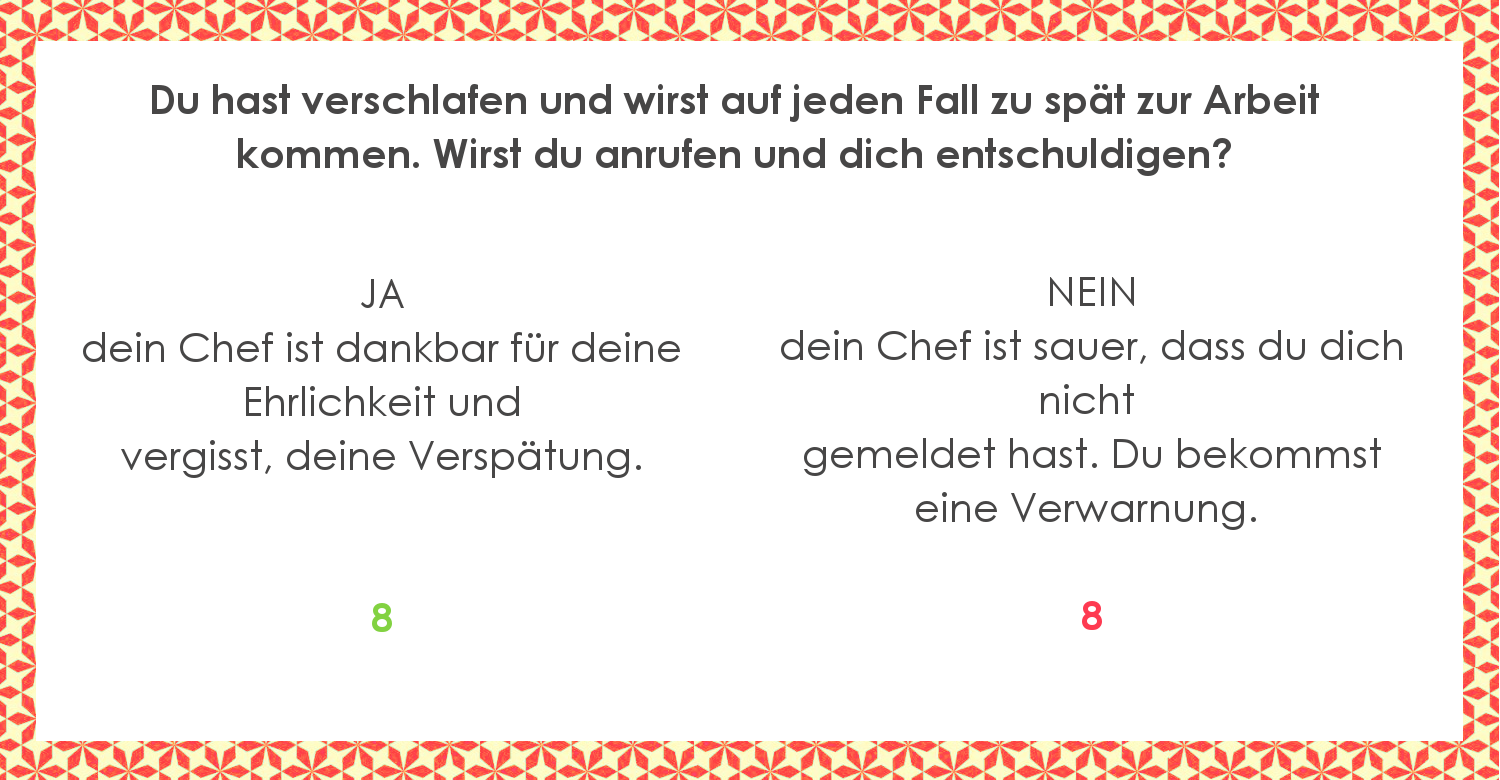 Du hast verschlafen und wirst auf jeden Fall zu spät zur Arbeit
kommen. Wirst du anrufen und dich entschuldigen?
JA
dein Chef ist dankbar für deine
Ehrlichkeit und
vergisst, deine Verspätung.
8
NEIN
dein Chef ist sauer, dass du dich
nicht
gemeldet hast. Du bekommst
eine Verwarnung.
8